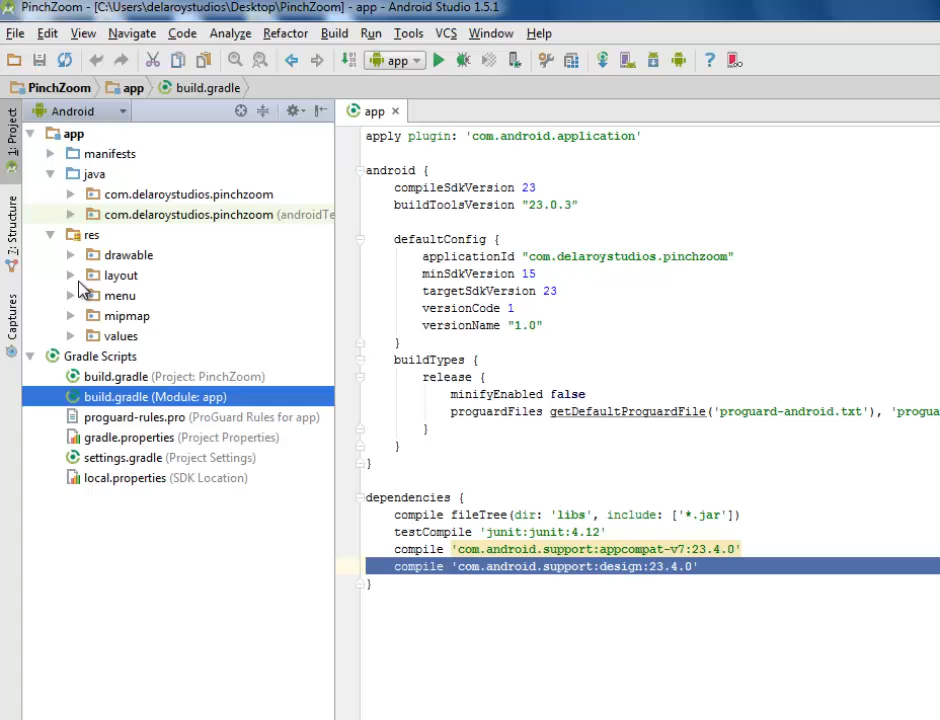 PinchZoom - [C:\Users\delaroystudios\Desktop\PinchZoom] - app - Android Studio 1.5.1
File Edit View Navigate Code Analyze Refactor Build Run Tools VCS Window Help
app
PinchZoom app build.gradle
1: Project
7: Structure
Captures
Android
app
manifests
java
com.delaroystudios.pinchzoom
com.delaroystudios.pinchzoom (androidTe
res
drawable
layout
menu
mipmap
values
Gradle Scripts
build.gradle (Project: PinchZoom)
build.gradle (Module: app)
proguard-rules.pro (ProGuard Rules for app)
gradle.properties (Project Properties)
settings.gradle (Project Settings)
local.properties (SDK Location)
app
apply plugin: 'com.android.application'
android {
compileSdkVersion 23
buildToolsVersion "23.0.3"
defaultConfig {
applicationId "com.delaroystudios.pinchzoom"
minSdkVersion 15
targetSdkVersion 23
versionCode 1
versionName "1.0"
}
buildTypes {
release {
minifyEnabled false
proguardFiles getDefaultProguardFile('proguard-android.txt'), 'progua
}
}
}
dependencies {
compile fileTree(dir: 'libs', include: ['*.jar'])
testCompile 'junit:junit:4.12'
compile 'com.android.support:appcompat-v7:23.4.0'
compile 'com.android.support:design:23.4.0'
}